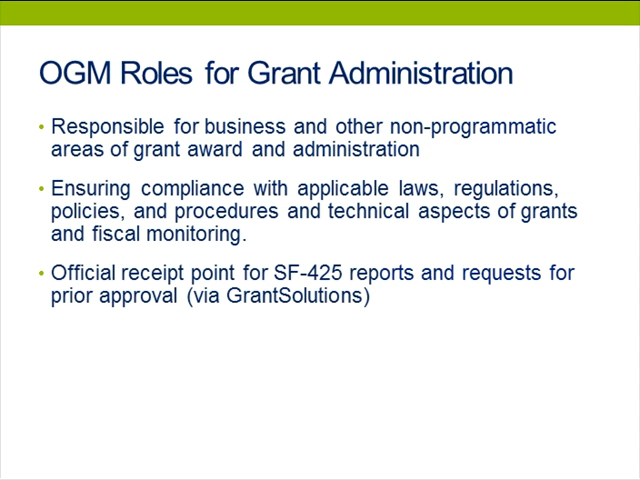 OGM Roles for Grant Administration
• Responsible for business and other non-programmatic
areas of grant award and administration
• Ensuring compliance with applicable laws, regulations,
policies, and procedures and technical aspects of grants
and fiscal monitoring.
• Official receipt point for SF-425 reports and requests for
prior approval (via GrantSolutions)